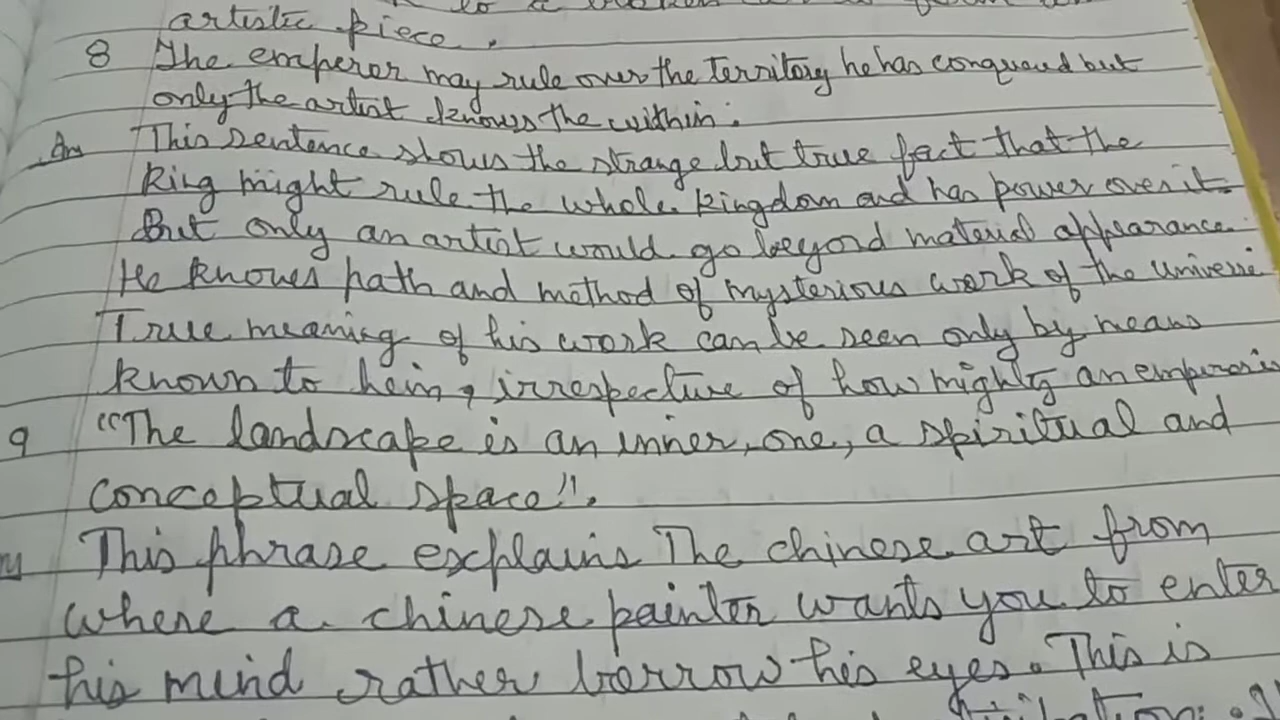 artistic piece.
8 The emperor may rule over the territory he has conquered but
only the artist knows the within.
Ans This sentence shows the strange but true fact that the
King might rule the whole kingdom and has power over it.
But only an artist would go beyond material appearance.
He knows path and method of mysterious work of the universe
True meaning of his work can be seen only by means
known to heing, irrespective of how mighty an emperor is
9 "The landscape is an inner, one, a spiritual and
conceptual space".
This phrase explains The chinese art from
where a chinese painter wants you to enter
his mind rather borrow his eyes. This is